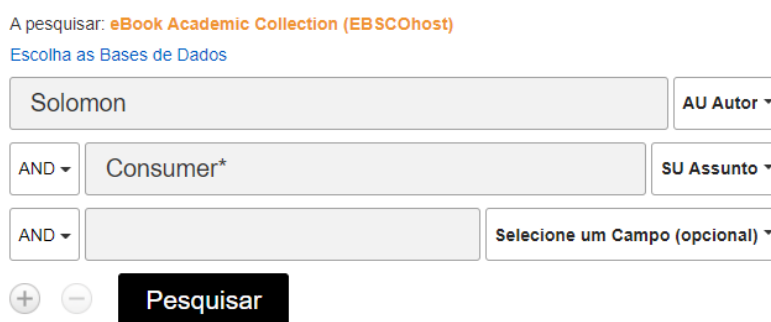 A pesquisar: eBook Academic Collection (EBSCOhost)
Escolha as Bases de Dados
Solomon AU Autor
AND Consumer* SU Assunto
AND Selecione um Campo (opcional)
Pesquisar